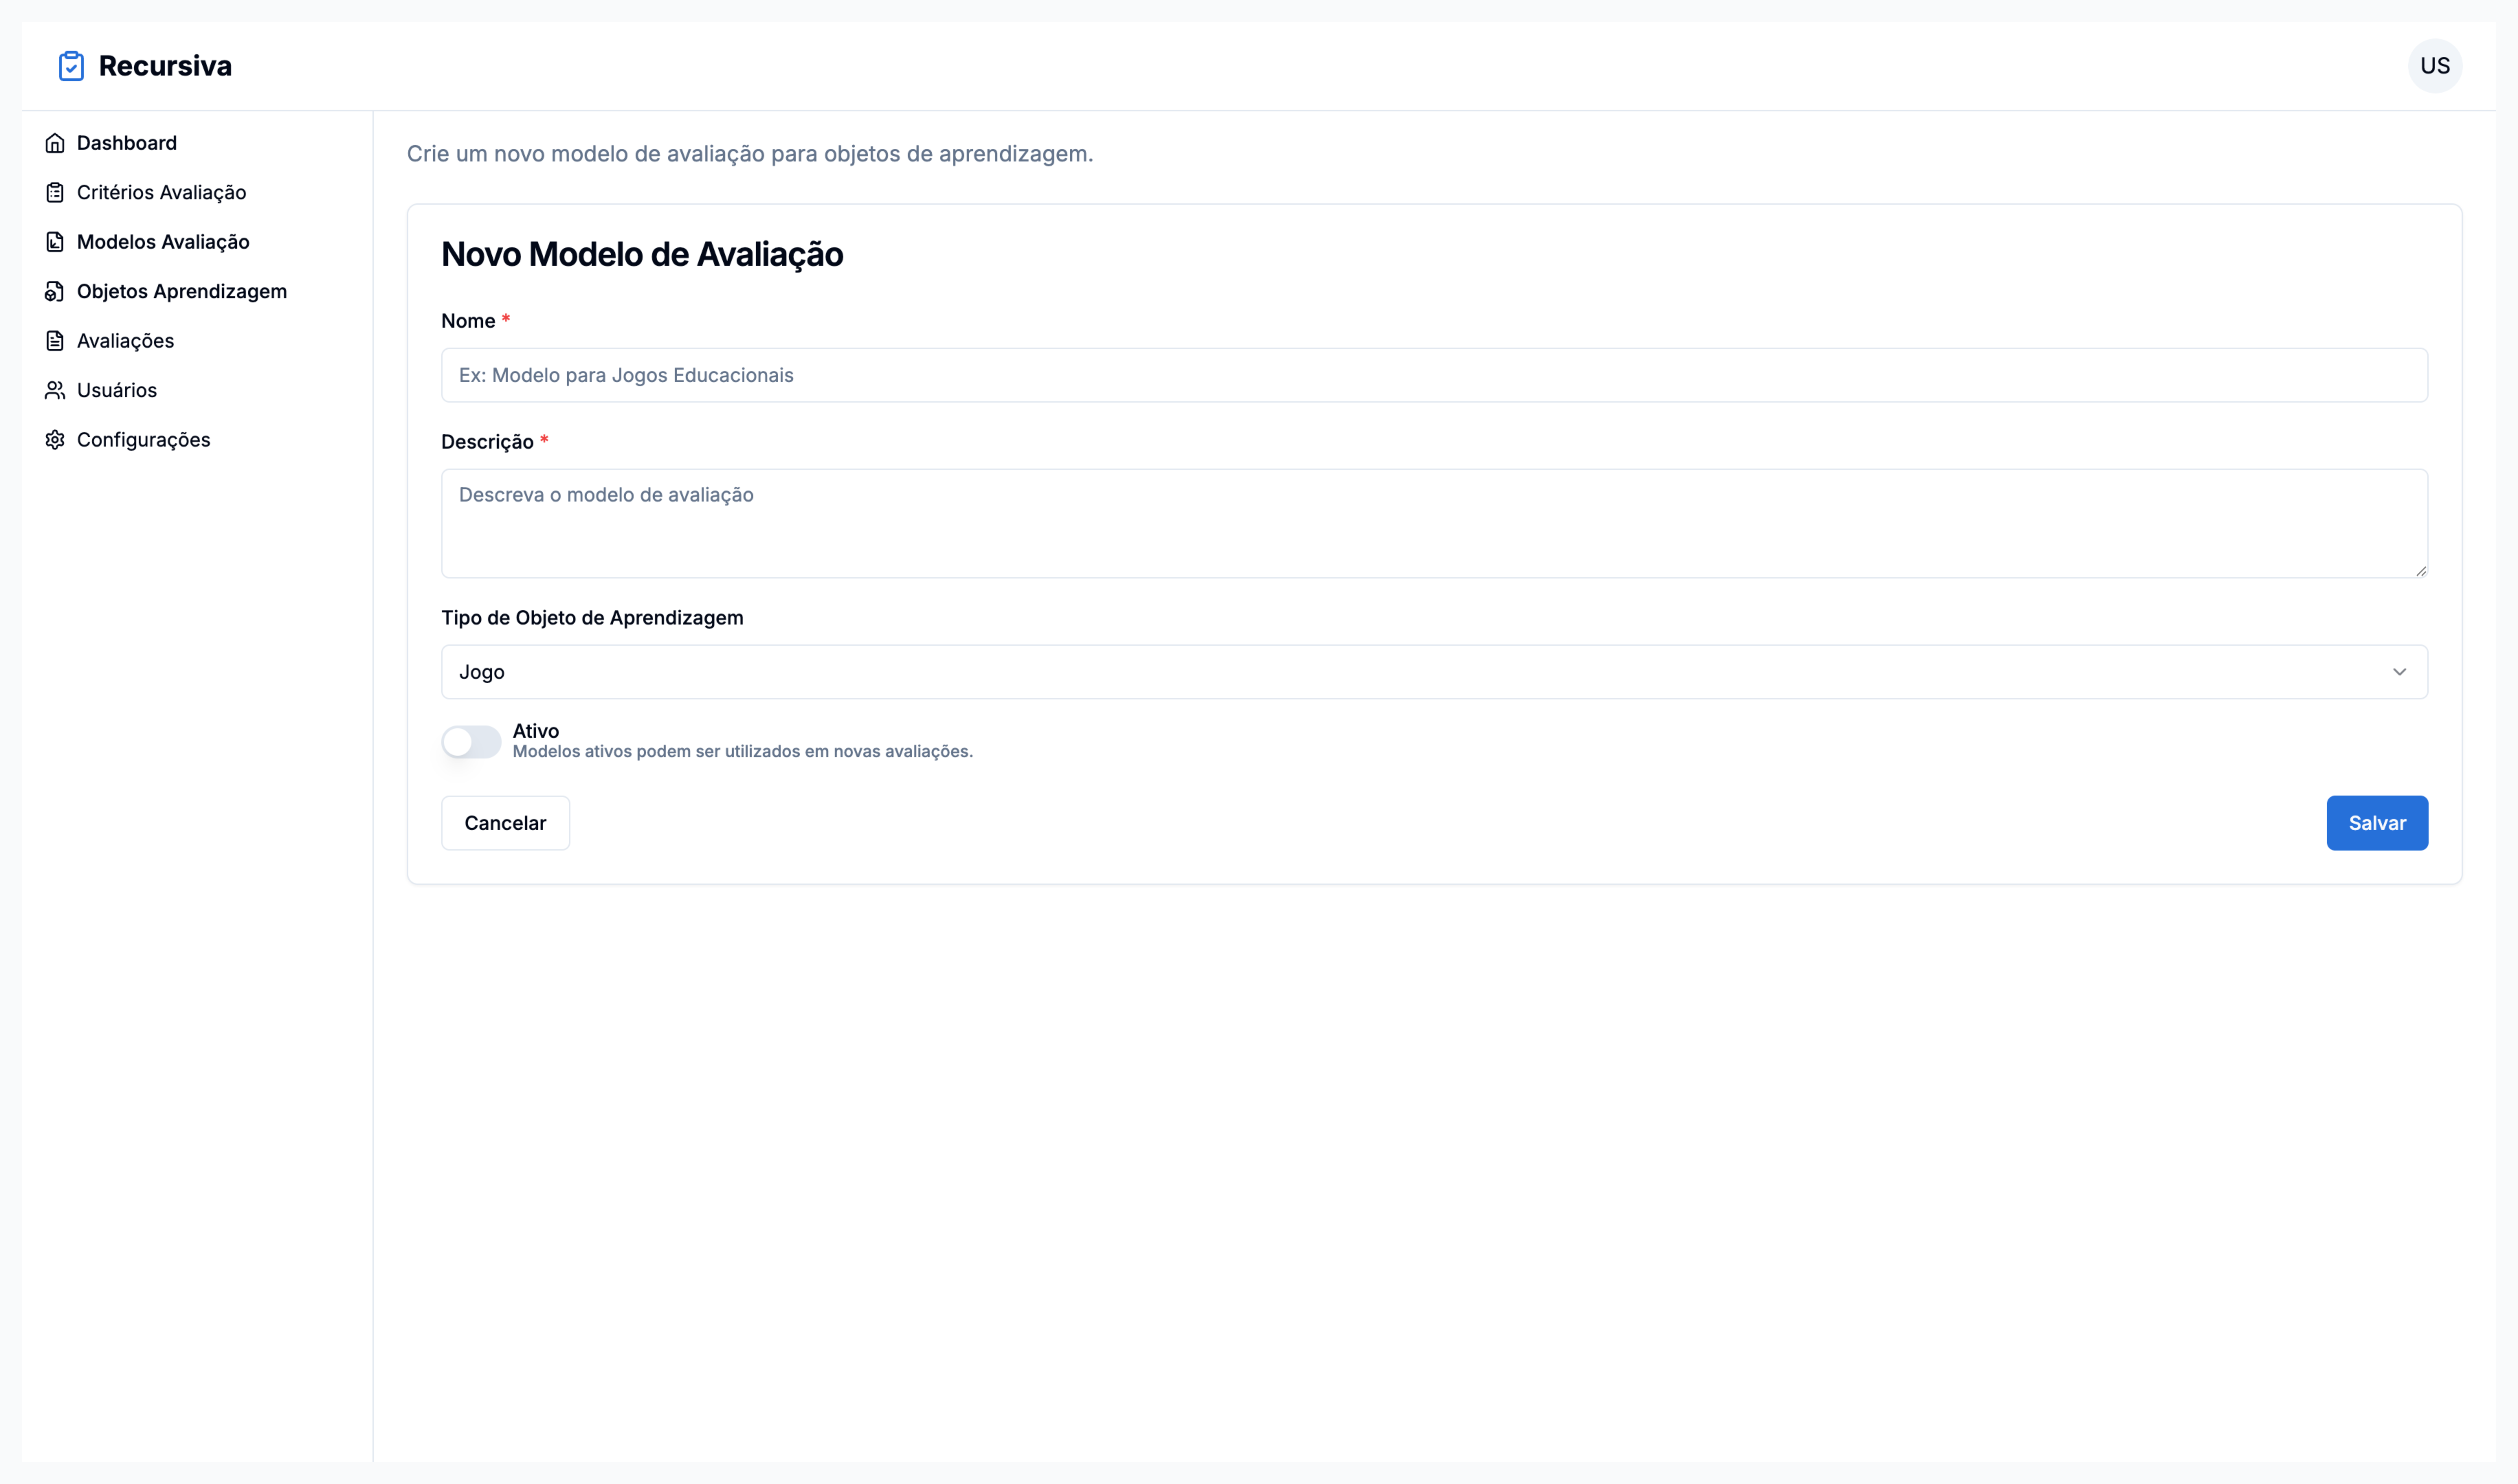 Recursiva
US
Dashboard
Critérios Avaliação
Modelos Avaliação
Objetos Aprendizagem
Avaliações
Usuários
Configurações
Crie um novo modelo de avaliação para objetos de aprendizagem.
Novo Modelo de Avaliação
Nome *
Ex: Modelo para Jogos Educacionais
Descrição *
Descreva o modelo de avaliação
Tipo de Objeto de Aprendizagem
Jogo
Ativo
Modelos ativos podem ser utilizados em novas avaliações.
Cancelar
Salvar